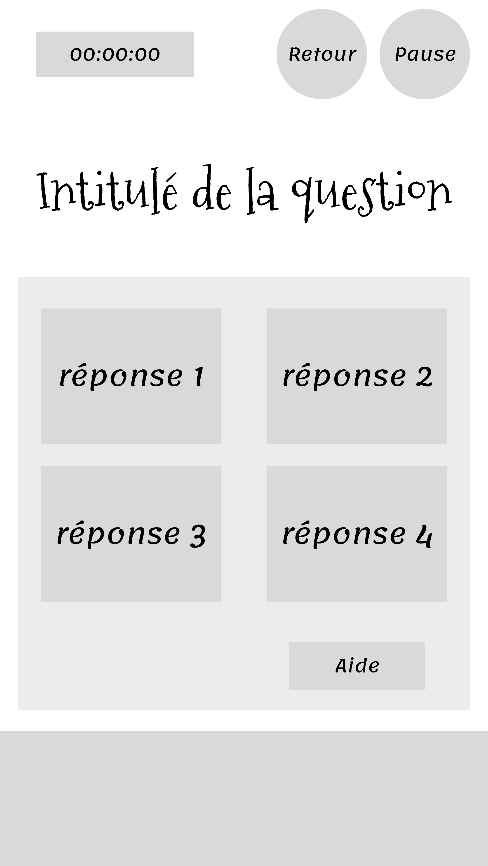 00:00:00 Retour Pause
Intitulé de la question
réponse 1 réponse 2
réponse 3 réponse 4
Aide